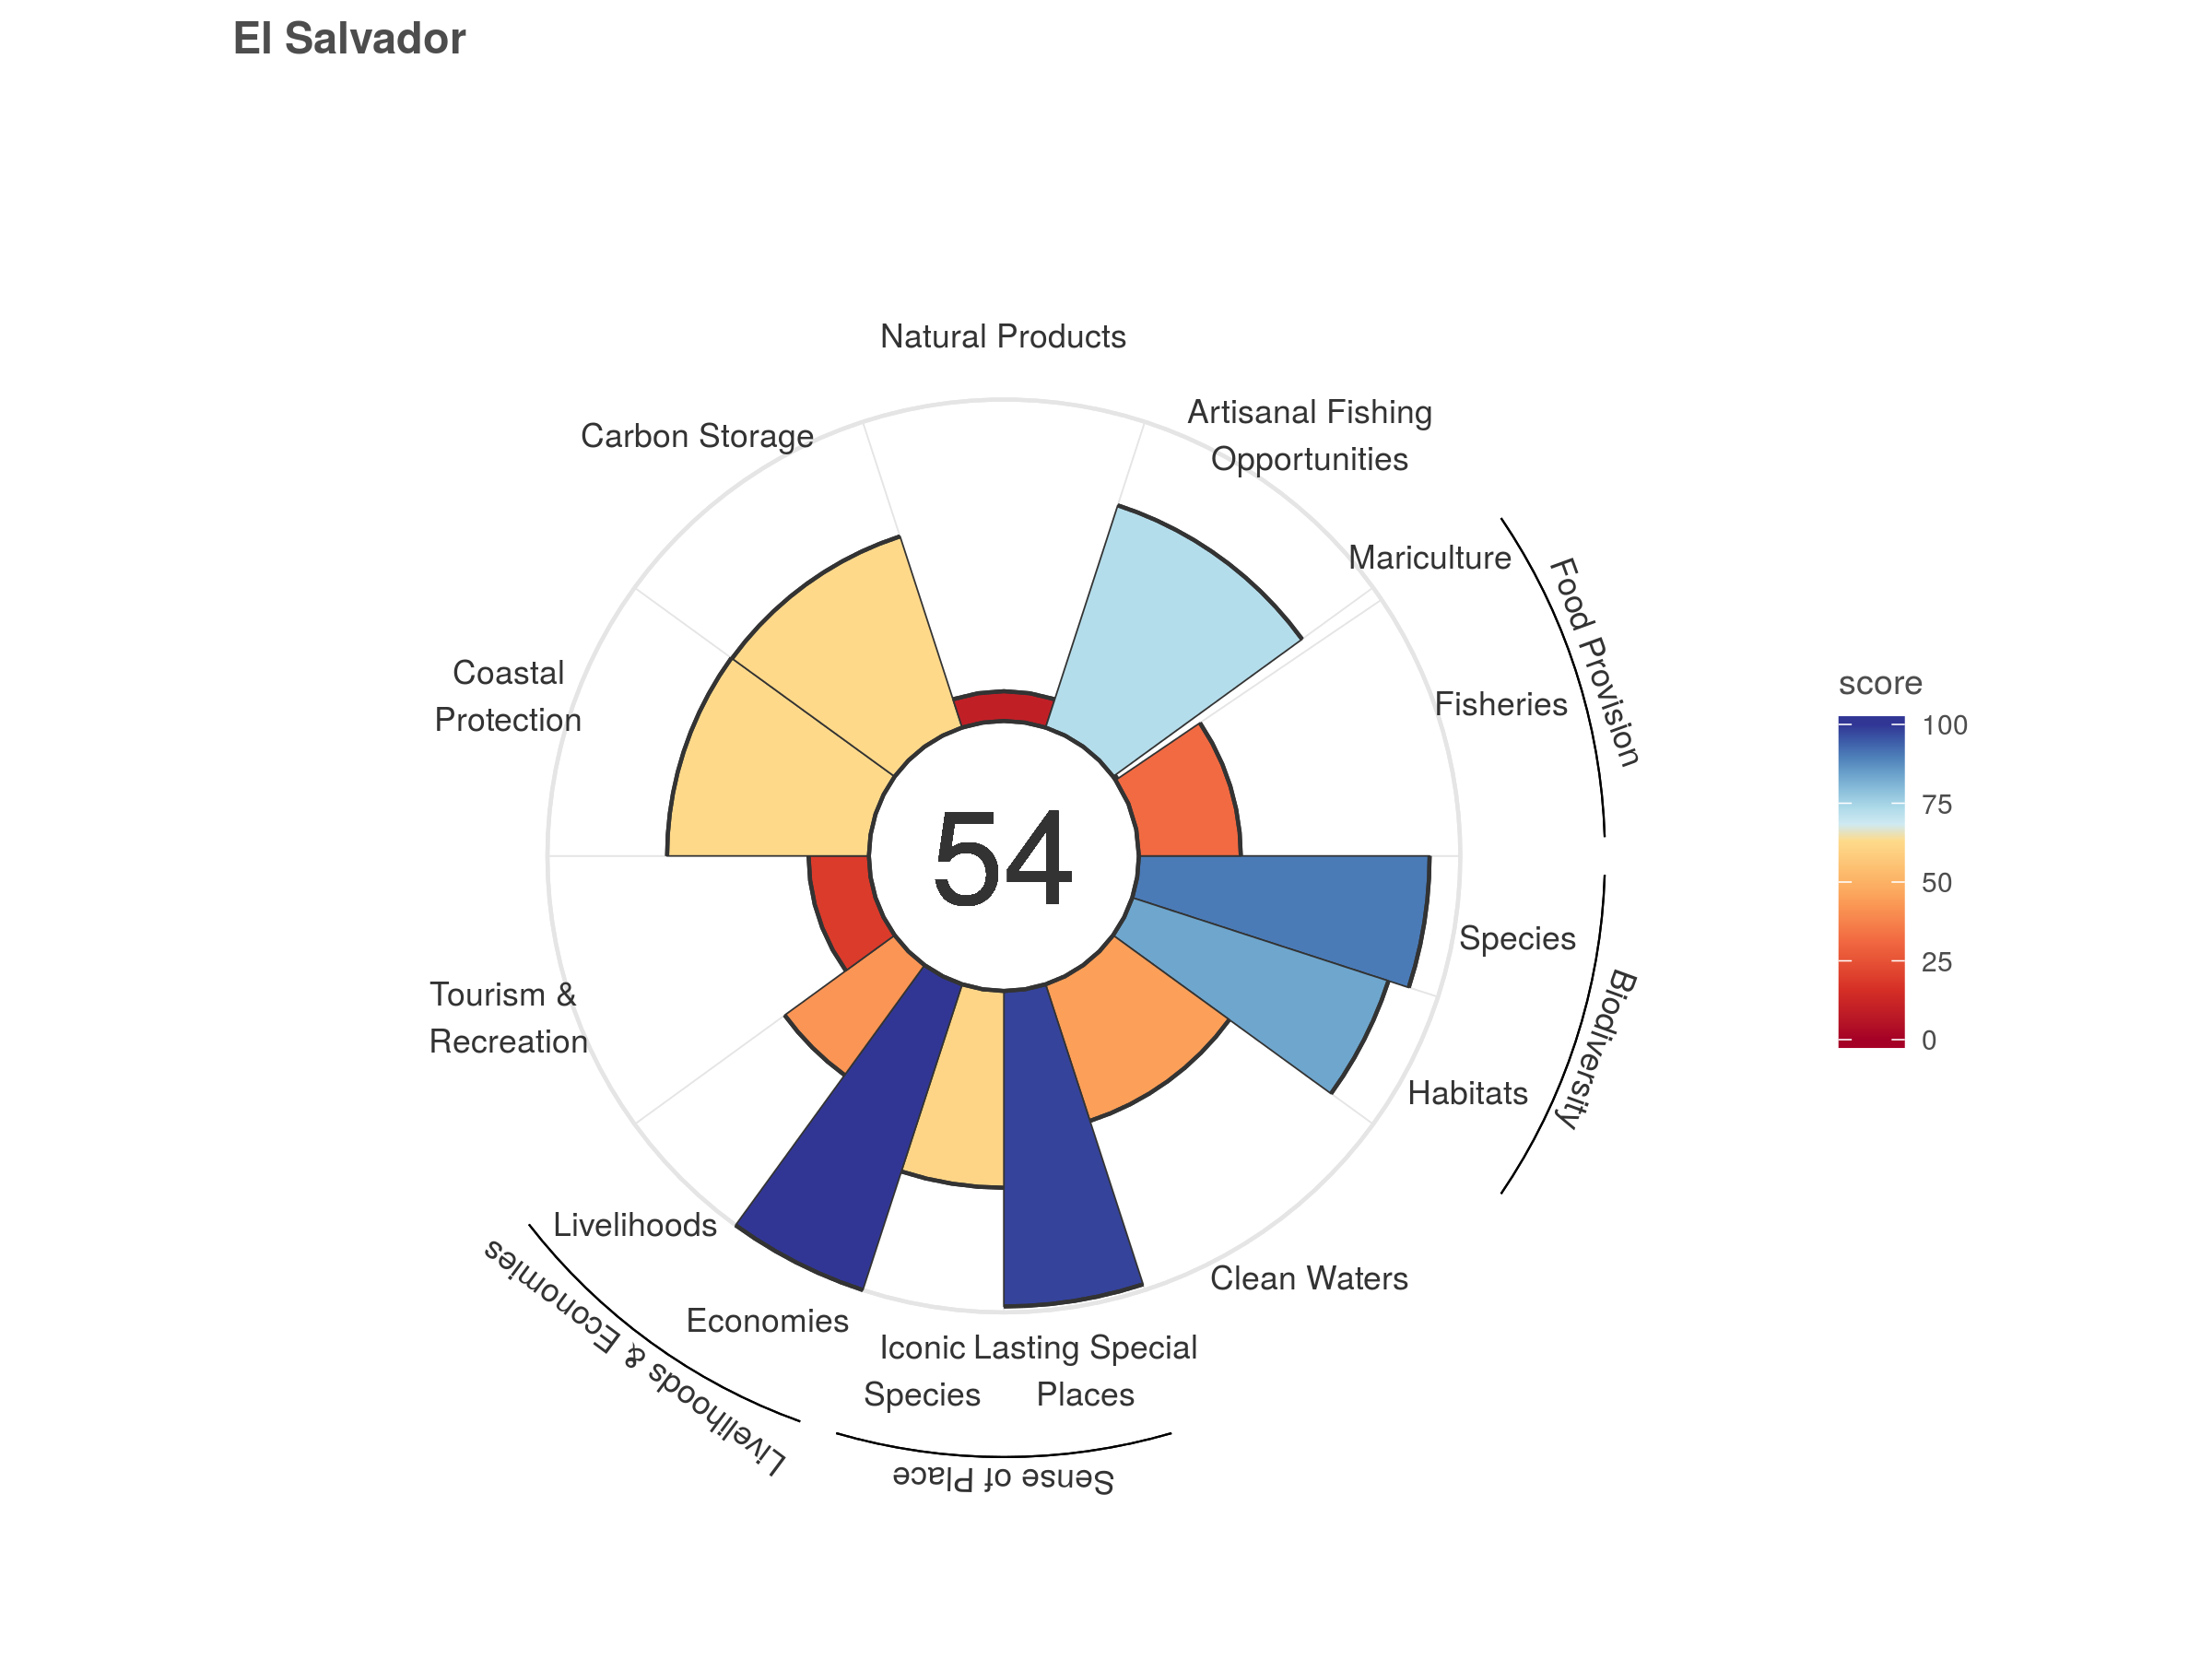 El Salvador
Natural Products
Artisanal Fishing
Opportunities
Carbon Storage
Mariculture
Food Provision
Fisheries
Coastal
Protection
score
100
75
50
25
0
54
Species
Biodiversity
Habitats
Tourism &
Recreation
Livelihoods
Clean Waters
Economies
Iconic
Species
Lasting Special
Places
Livelihoods & Economies
Sense of Place